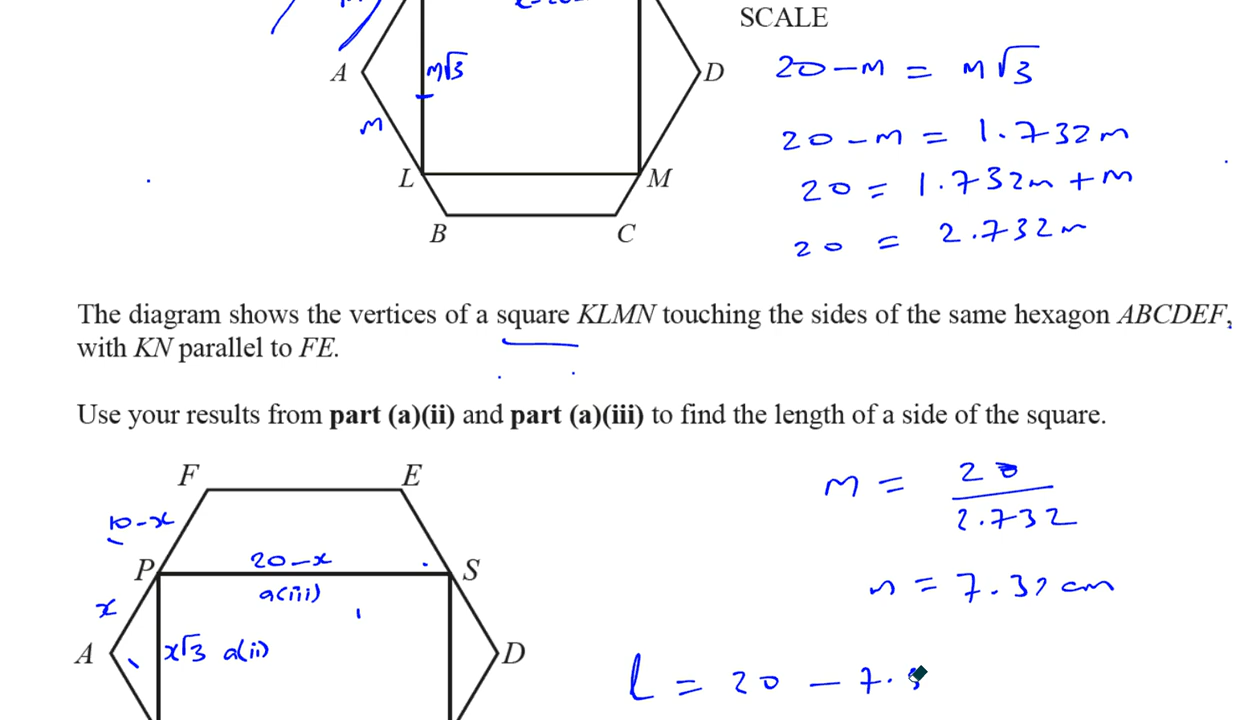 SCALE
A
m√3
D
20 - m = m√3
m
20 - m = 1.732m
L
M
20 = 1.732m + m
B
C
20 = 2.732m
The diagram shows the vertices of a square KLMN touching the sides of the same hexagon ABCDEF,
with KN parallel to FE.
Use your results from part (a)(ii) and part (a)(iii) to find the length of a side of the square.
F
E
m = 20
2.732
10-x
P
20-x
S
a(iii)
m = 7.32 cm
x
A
x√3 a(ii)
D
l = 20 - 7.